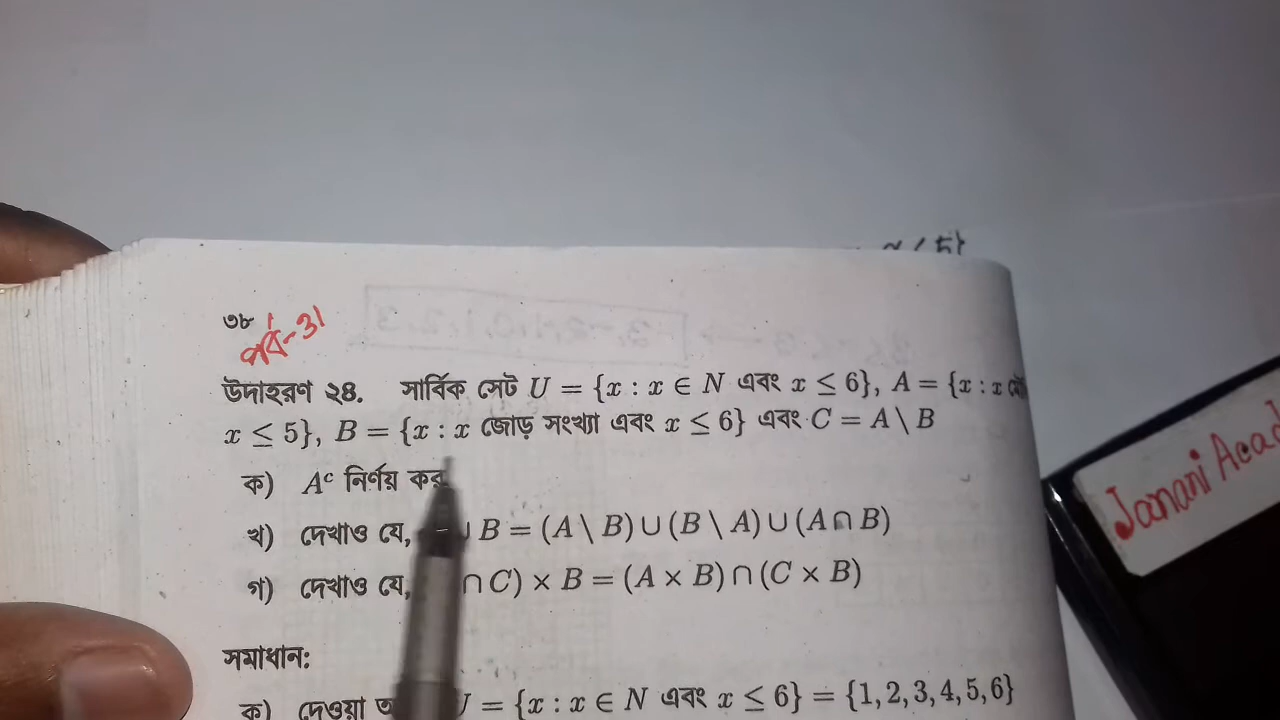 ৩৮
পর্ব-31
উদাহরণ ২৪. সার্বিক সেট U = {x : x ∈ N এবং x ≤ 6}, A = {x : x
x ≤ 5}, B = {x : x জোড় সংখ্যা এবং x ≤ 6} এবং C = A \ B
ক) Aᶜ নির্ণয় কর
খ) দেখাও যে, ∪ B = (A \ B) ∪ (B \ A) ∪ (A ∩ B)
গ) দেখাও যে, ∩ C) × B = (A × B) ∩ (C × B)
সমাধান:
ক) দেওয়া = {x : x ∈ N এবং x ≤ 6} = {1, 2, 3, 4, 5, 6}
Janani Acad